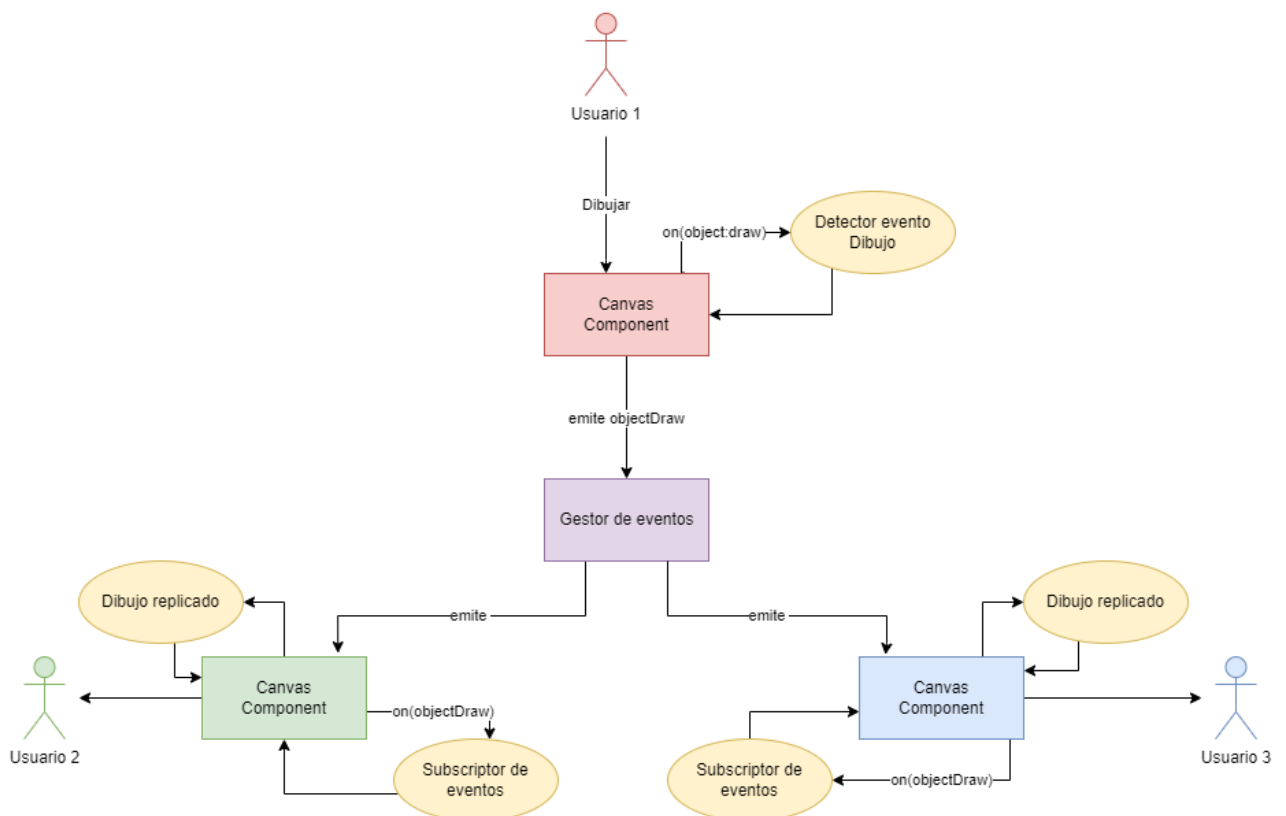 Usuario 1
Dibujar
on(object:draw)
Detector evento
Dibujo
Canvas
Component
emite objectDraw
Gestor de eventos
emite
emite
Dibujo replicado
Dibujo replicado
Canvas
Component
Canvas
Component
on(objectDraw)
Usuario 2
Usuario 3
Subscriptor de
eventos
Subscriptor de
eventos
on(objectDraw)